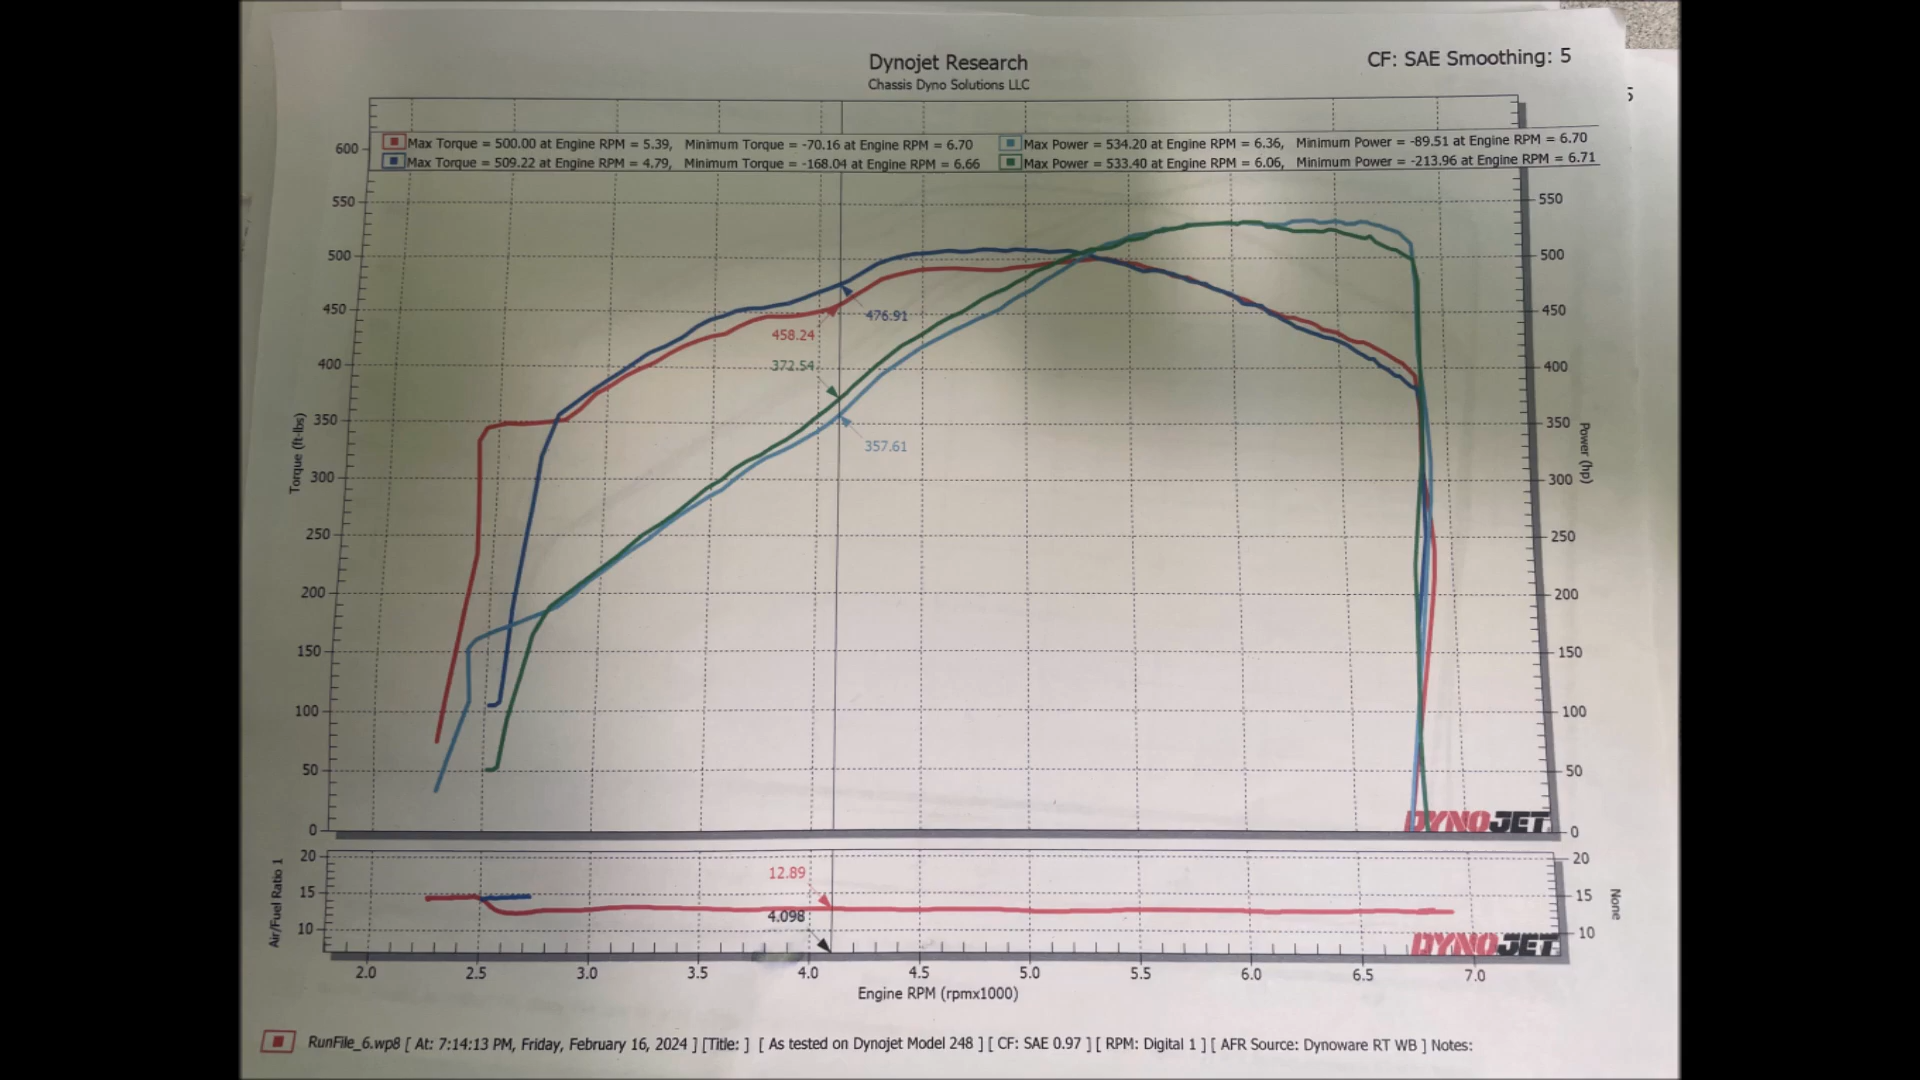 Dynojet Research
CF: SAE Smoothing: 5
Chassis Dyno Solutions LLC
5
Max Torque = 500.00 at Engine RPM = 5.39, Minimum Torque = -70.16 at Engine RPM = 6.70
Max Power = 534.20 at Engine RPM = 6.36, Minimum Power = -89.51 at Engine RPM = 6.70
Max Torque = 509.22 at Engine RPM = 4.79, Minimum Torque = -168.04 at Engine RPM = 6.66
Max Power = 533.40 at Engine RPM = 6.06, Minimum Power = -213.96 at Engine RPM = 6.71
600
550 550
500 500
450 450
400 400
350 350
300 300
250 250
200 200
150 150
100 100
50 50
0 0
Torque (ft-lbs)
Power (hp)
476.91
458.24
372.54
357.61
DYNOJET
20 20
15 15
10 10
Air/Fuel Ratio 1
None
12.89
4.098
DYNOJET
2.0 2.5 3.0 3.5 4.0 4.5 5.0 5.5 6.0 6.5 7.0
Engine RPM (rpmx1000)
RunFile_6.wp8 [ At: 7:14:13 PM, Friday, February 16, 2024 ] [Title: ] [ As tested on Dynojet Model 248 ] [ CF: SAE 0.97 ] [ RPM: Digital 1 ] [ AFR Source: Dynoware RT WB ] Notes: